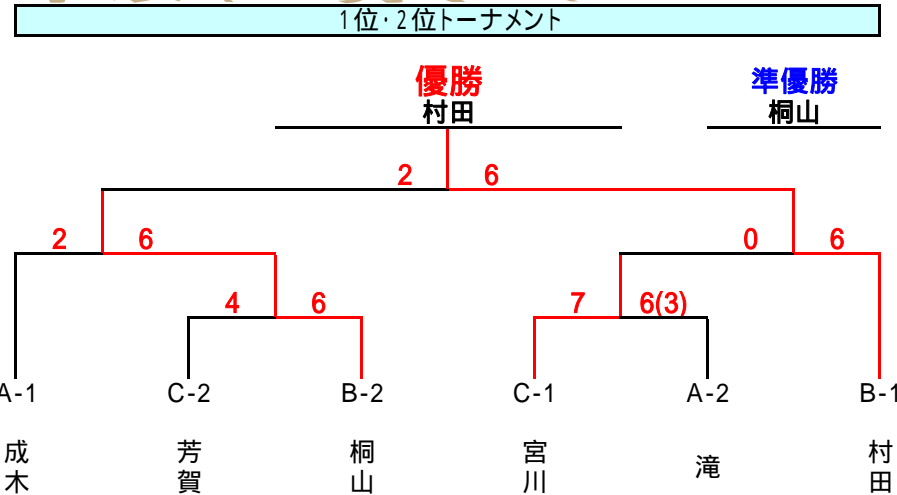 1位・2位トーナメント
優勝 準優勝
村田 桐山
2 6
2 6 0 6
4 6 7 6(3)
A-1 C-2 B-2 C-1 A-2 B-1
成木 芳賀 桐山 宮川 滝 村田